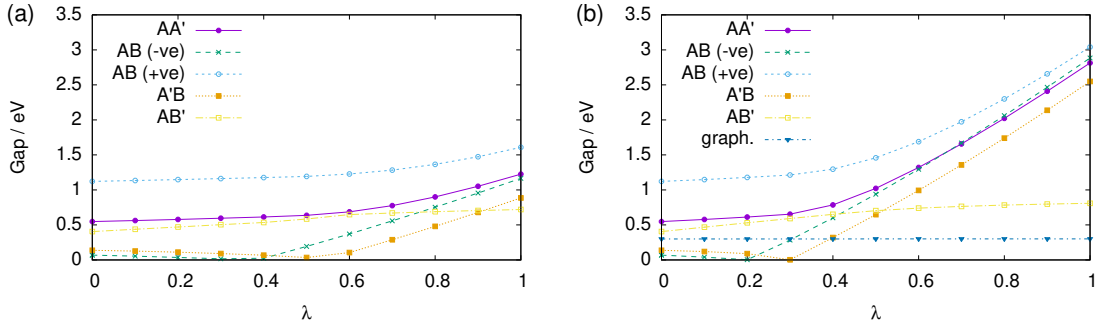 (a)
Gap / eV
3.5
3
2.5
2
1.5
1
0.5
0
AA'
AB (-ve)
AB (+ve)
A'B
AB'
0 0.2 0.4 0.6 0.8 1
λ
(b)
Gap / eV
3.5
3
2.5
2
1.5
1
0.5
0
AA'
AB (-ve)
AB (+ve)
A'B
AB'
graph.
0 0.2 0.4 0.6 0.8 1
λ